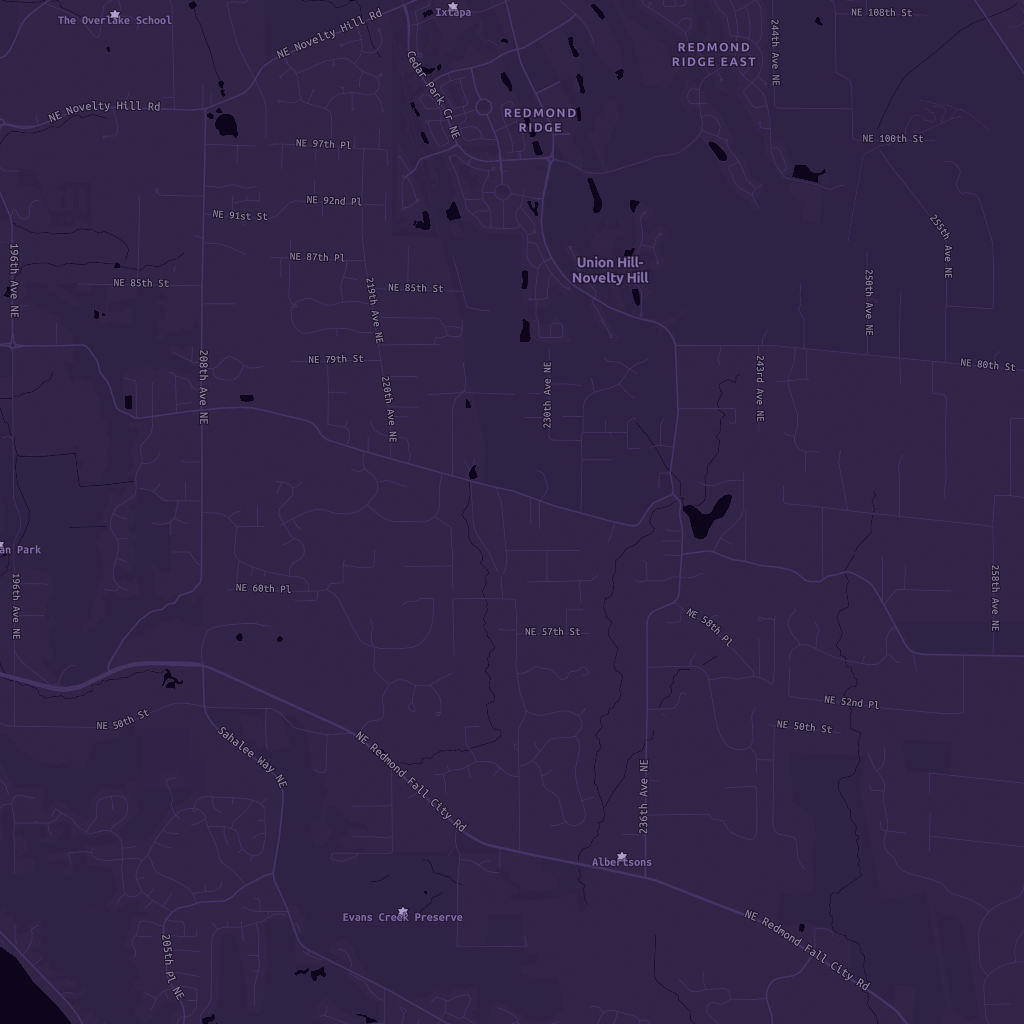 The Overlake School
Ixtapa
NE 108th St
NE Novelty Hill Rd
244th Ave NE
REDMOND
RIDGE EAST
Cedar Park Cr NE
NE Novelty Hill Rd
REDMOND
RIDGE
NE 100th St
NE 97th Pl
NE 92nd Pl
NE 91st St
255th Ave NE
196th Ave NE
NE 87th Pl
Union Hill-
Novelty Hill
NE 85th St
219th Ave NE
NE 85th St
250th Ave NE
NE 79th St
208th Ave NE
220th Ave NE
230th Ave NE
243rd Ave NE
NE 80th St
an Park
196th Ave NE
NE 60th Pl
258th Ave NE
NE 57th St
NE 58th Pl
NE 52nd Pl
NE 50th St
NE 50th St
Sahalee Way NE
NE Redmond Fall City Rd
236th Ave NE
Albertsons
Evans Creek Preserve
NE Redmond Fall City Rd
205th Pl NE